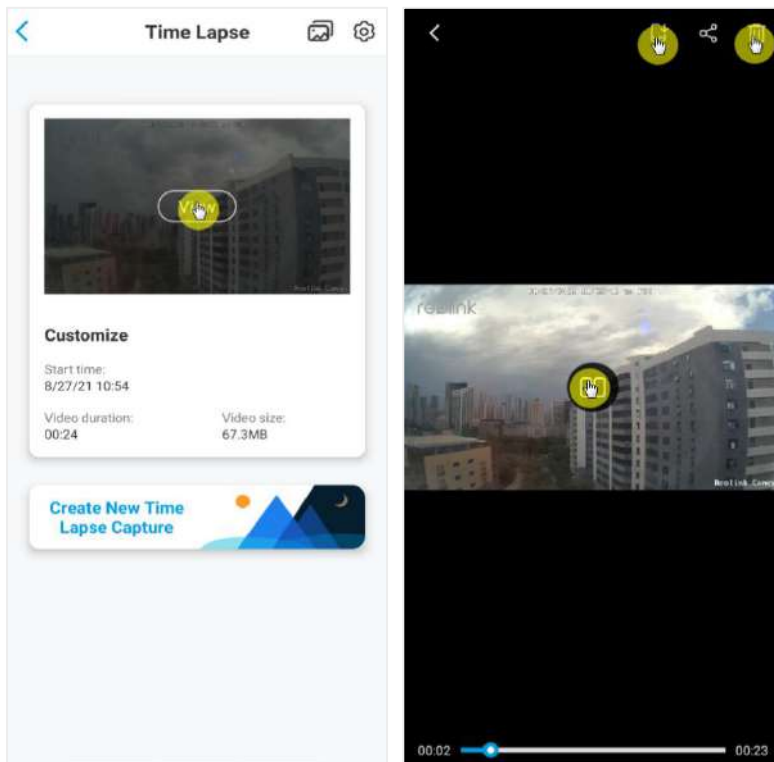 Time Lapse
View
Customize
Start time:
8/27/21 10:54
Video duration:
Video size:
00:24
67.3MB
Create New Time
Lapse Capture
reolink
00:02
00:23